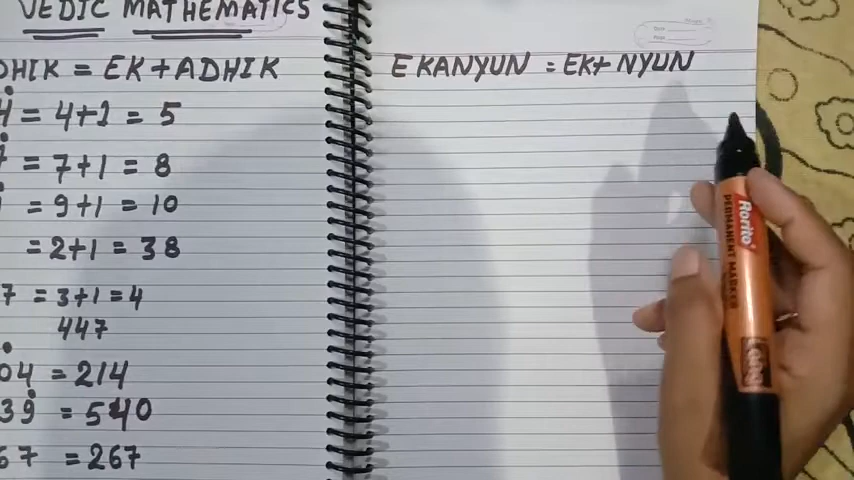 VEDIC MATHEMATICS
DHIK = EK + ADHIK
4 = 4+1 = 5
7 = 7+1 = 8
= 9+1 = 10
= 2+1 = 38
7 = 3+1 = 4
447
04 = 214
39 = 540
67 = 267
EKANYUN = EK+ NYUN
Rorito
PERMANENT MARKER